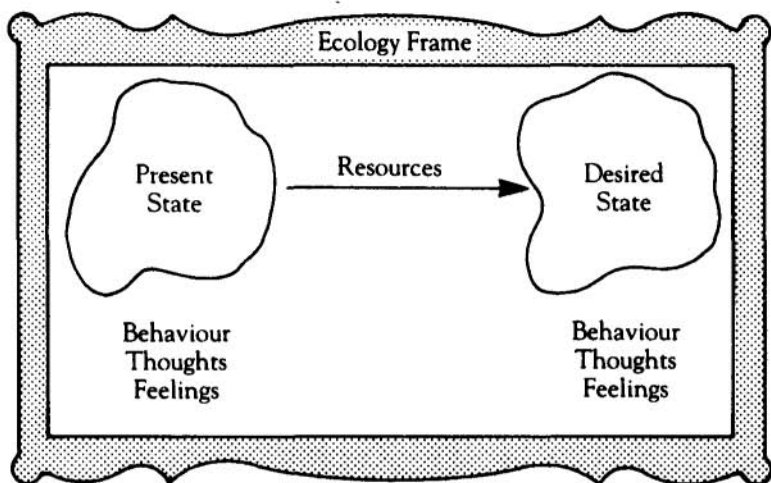 Ecology Frame
Present
State
Resources
Desired
State
Behaviour
Thoughts
Feelings
Behaviour
Thoughts
Feelings